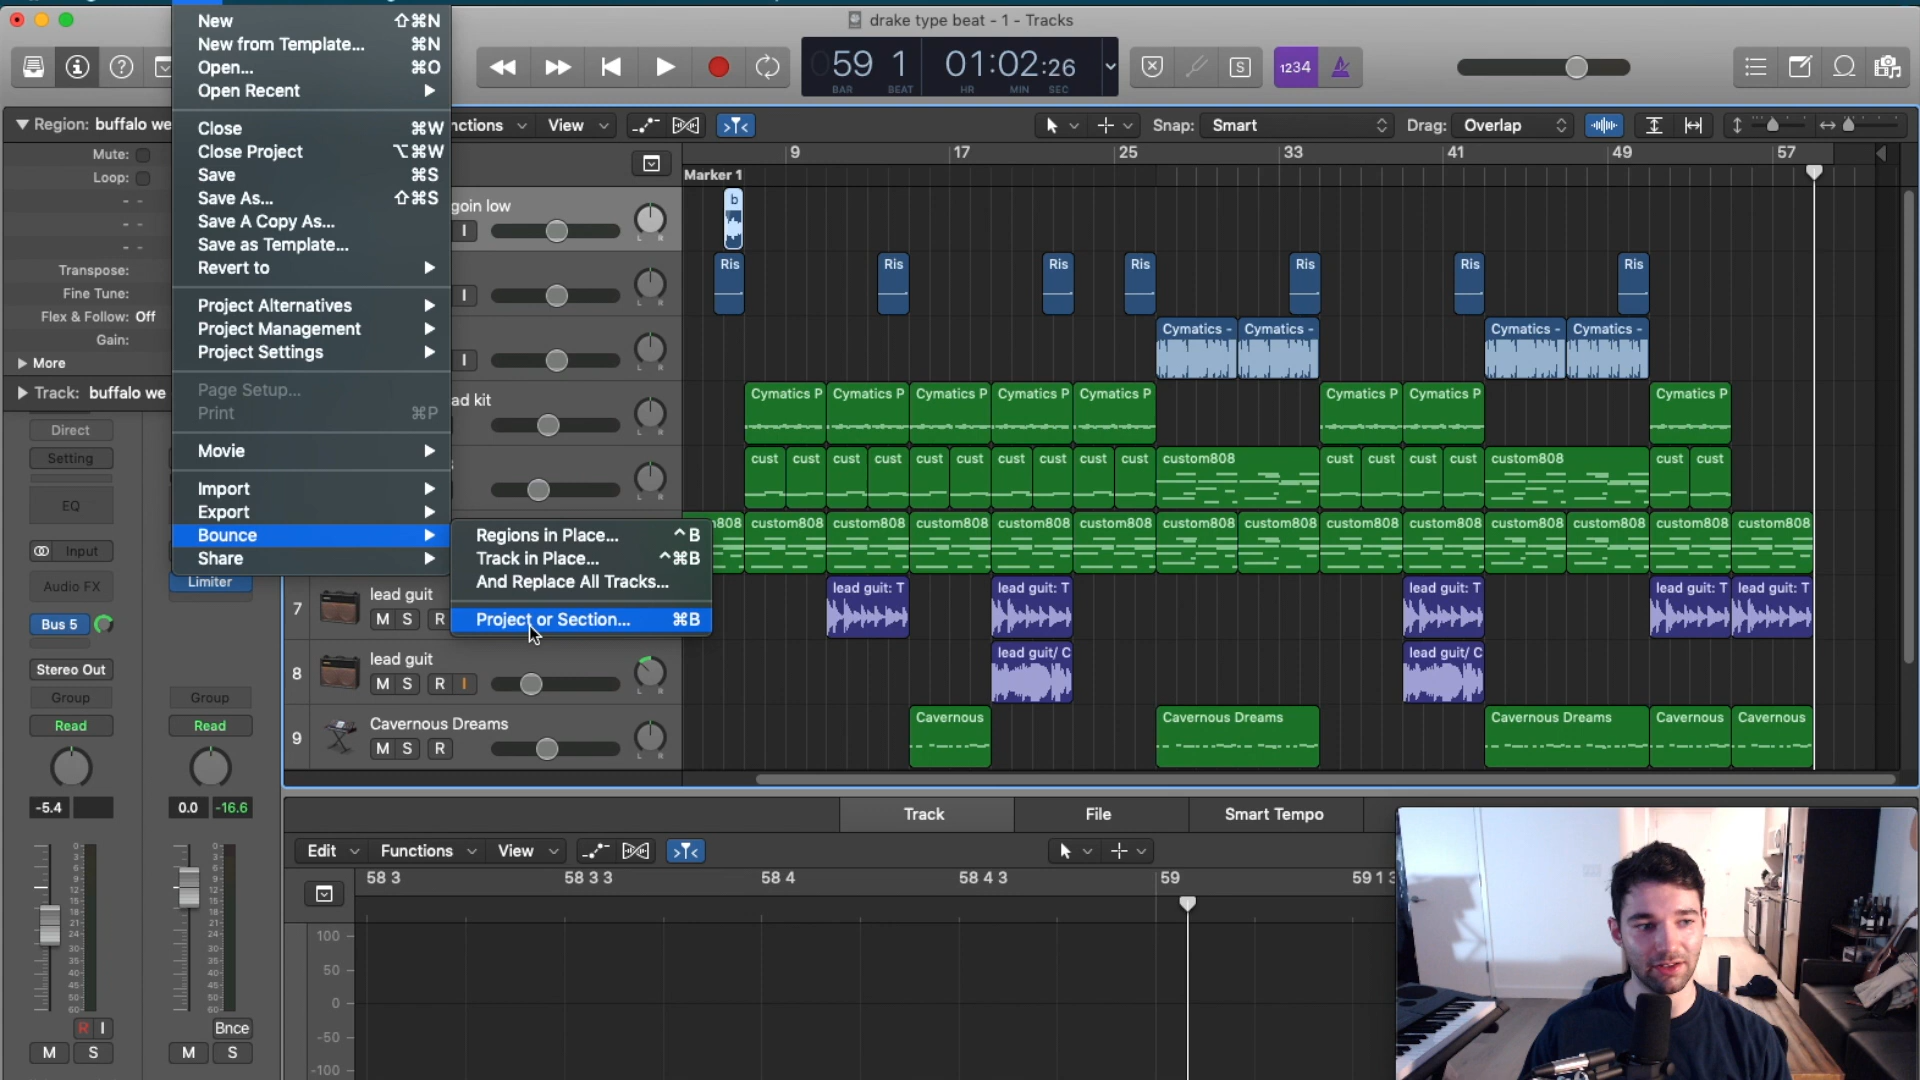 drake type beat - 1 - Tracks
New ⇧⌘N
New from Template... ⌘N
Open... ⌘O
Open Recent
Close ⌘W
Close Project ⌥⌘W
Save ⌘S
Save As... ⇧⌘S
Save A Copy As...
Save as Template...
Revert to
Project Alternatives
Project Management
Project Settings
Page Setup...
Print ⌘P
Movie
Import
Export
Bounce
Share
Regions in Place... ^B
Track in Place... ^⌘B
And Replace All Tracks...
Project or Section... ⌘B
59 1 01:02:26
BAR BEAT HR MIN SEC
S 1234
Region: buffalo we
Mute:
Loop:
Transpose:
Fine Tune:
Flex & Follow: Off
Gain:
More
Track: buffalo we
nctions View Snap: Smart Drag: Overlap
9 17 25 33 41 49 57
Marker 1
goin low b
I L R
Ris Ris Ris Ris Ris Ris Ris
I L R
Cymatics - Cymatics - Cymatics - Cymatics -
I L R
ad kit Cymatics P Cymatics P Cymatics P Cymatics P Cymatics P Cymatics P Cymatics P Cymatics P
L R
cust cust cust cust cust cust cust cust cust cust custom808 cust cust cust cust custom808 cust cust
L R
808 custom808 custom808 custom808 custom808 custom808 custom808 custom808 custom808 custom808 custom808 custom808 custom808 custom808
7 lead guit lead guit: T lead guit: T lead guit: T lead guit: T lead guit: T
M S R
8 lead guit lead guit/ C lead guit/ C
M S R I L R
9 Cavernous Dreams Cavernous Cavernous Dreams Cavernous Dreams Cavernous Cavernous
M S R L R
Direct
Setting
EQ
Input
Audio FX Limiter
Bus 5
Stereo Out
Group Group
Read Read
-5.4 0.0 -16.6
R I Bnce
M S M S
Track File Smart Tempo
Edit Functions View
58 3 58 3 3 58 4 58 4 3 59 59 1 3
100
50
0
-50
-100